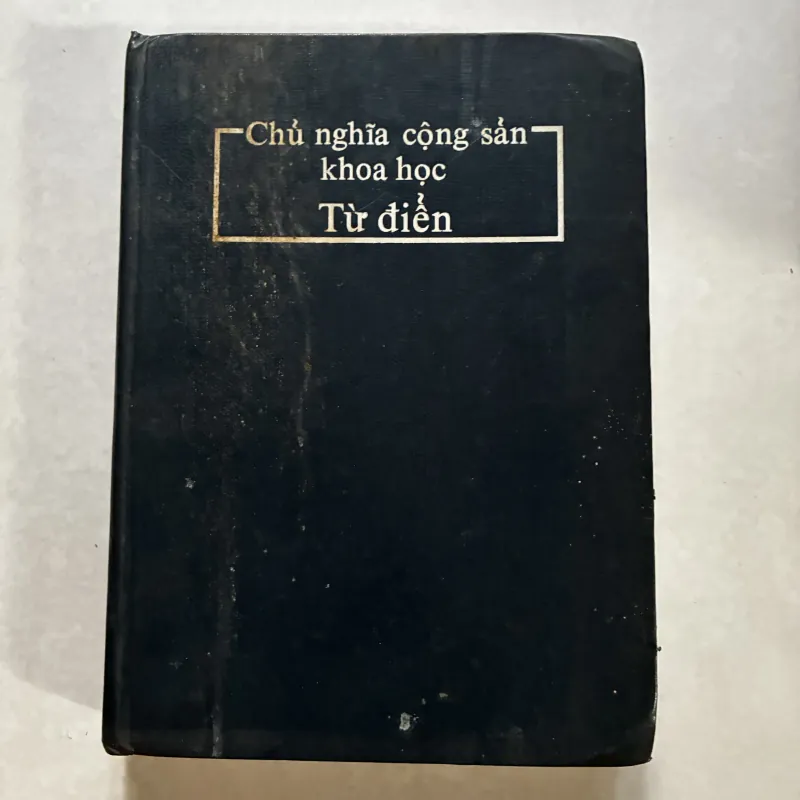 Chủ nghĩa cộng sản
khoa học
Từ điển